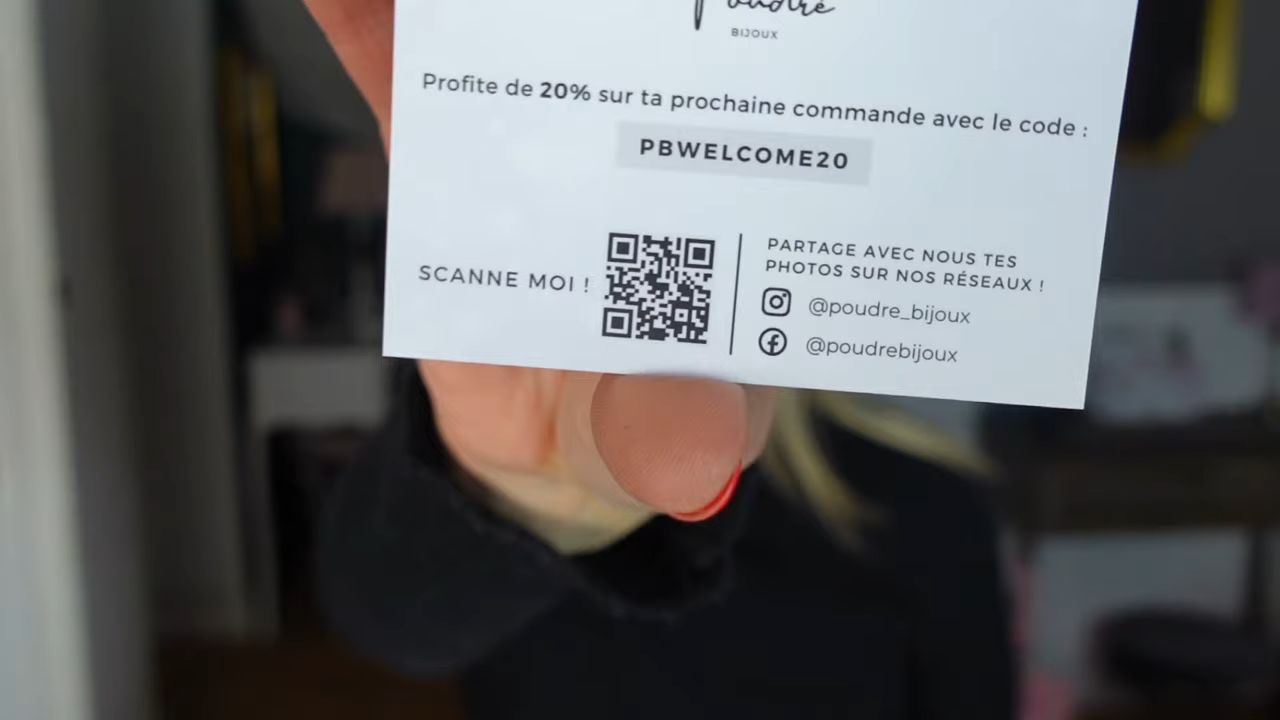 Poudré
BIJOUX
Profite de 20% sur ta prochaine commande avec le code :
PBWELCOME20
SCANNE MOI !
PARTAGE AVEC NOUS TES
PHOTOS SUR NOS RÉSEAUX !
@poudre_bijoux
@poudrebijoux